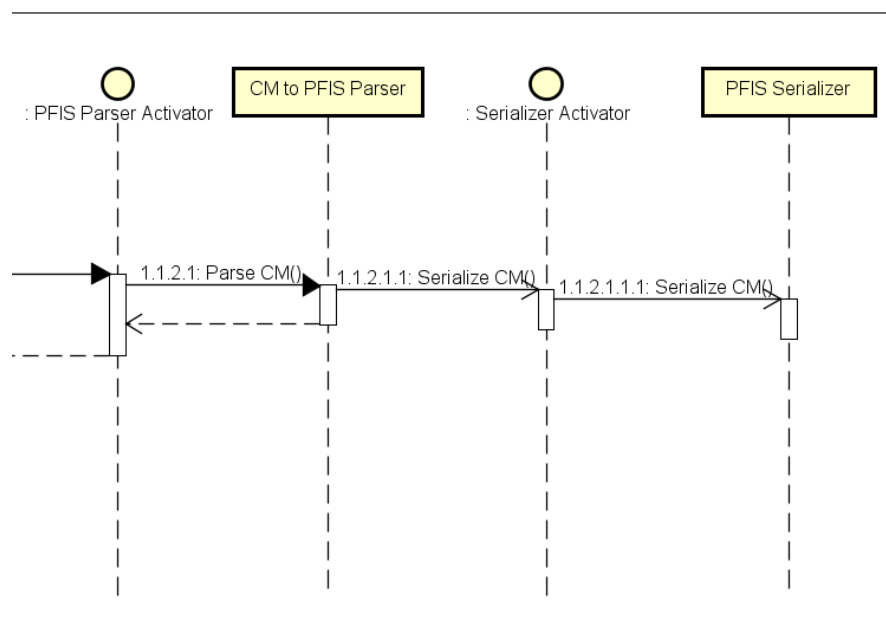 CM to PFIS Parser
PFIS Serializer
: PFIS Parser Activator
: Serializer Activator
1.1.2.1: Parse CM()
1.1.2.1.1: Serialize CM()
1.1.2.1.1.1: Serialize CM()